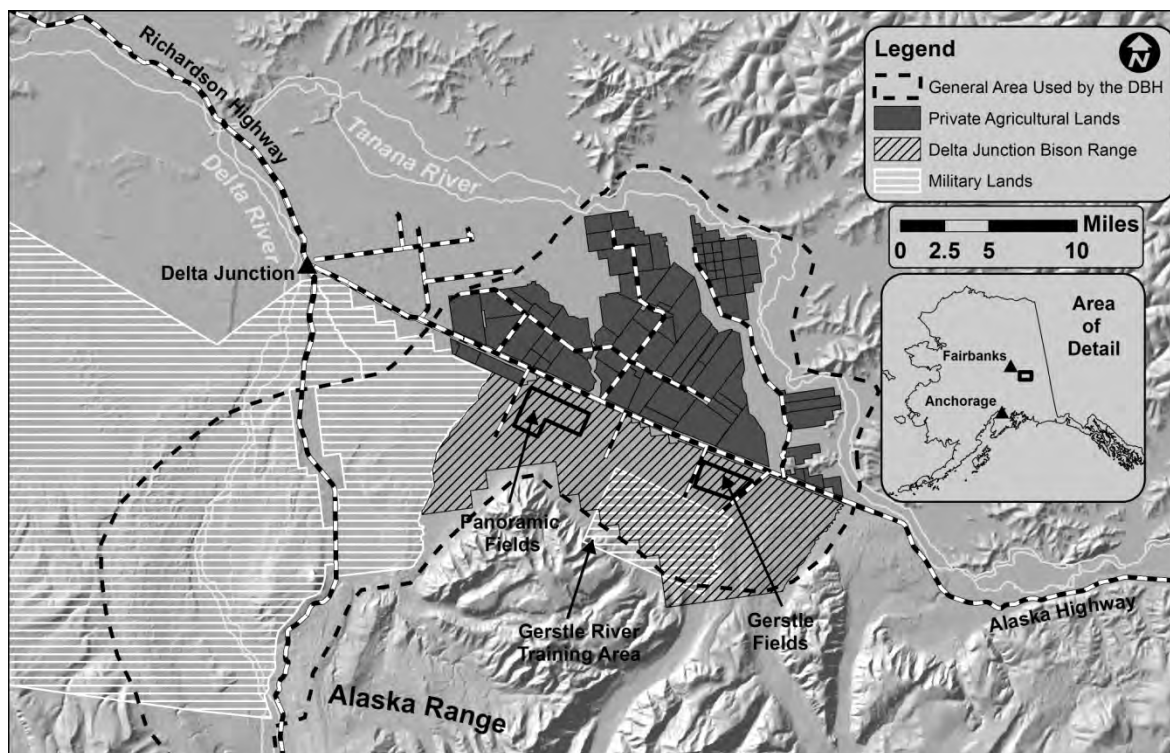 Richardson Highway
Delta River
Tanana River
Delta Junction
Legend
N
General Area Used by the DBH
Private Agricultural Lands
Delta Junction Bison Range
Military Lands
Miles
0 2.5 5 10
Area
of
Detail
Fairbanks
Anchorage
Panoramic
Fields
Gerstle River
Training Area
Gerstle
Fields
Alaska Highway
Alaska Range